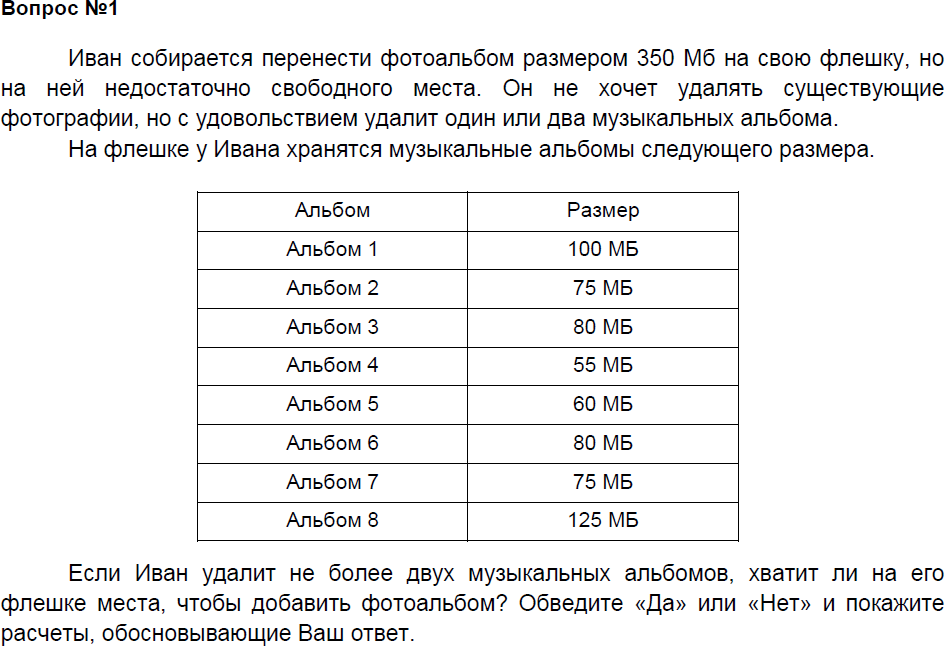 Вопрос №1
Иван собирается перенести фотоальбом размером 350 Мб на свою флешку, но
на ней недостаточно свободного места. Он не хочет удалять существующие
фотографии, но с удовольствием удалит один или два музыкальных альбома.
На флешке у Ивана хранятся музыкальные альбомы следующего размера.
Альбом Размер
Альбом 1 100 МБ
Альбом 2 75 МБ
Альбом 3 80 МБ
Альбом 4 55 МБ
Альбом 5 60 МБ
Альбом 6 80 МБ
Альбом 7 75 МБ
Альбом 8 125 МБ
Если Иван удалит не более двух музыкальных альбомов, хватит ли на его
флешке места, чтобы добавить фотоальбом? Обведите «Да» или «Нет» и покажите
расчеты, обосновывающие Ваш ответ.